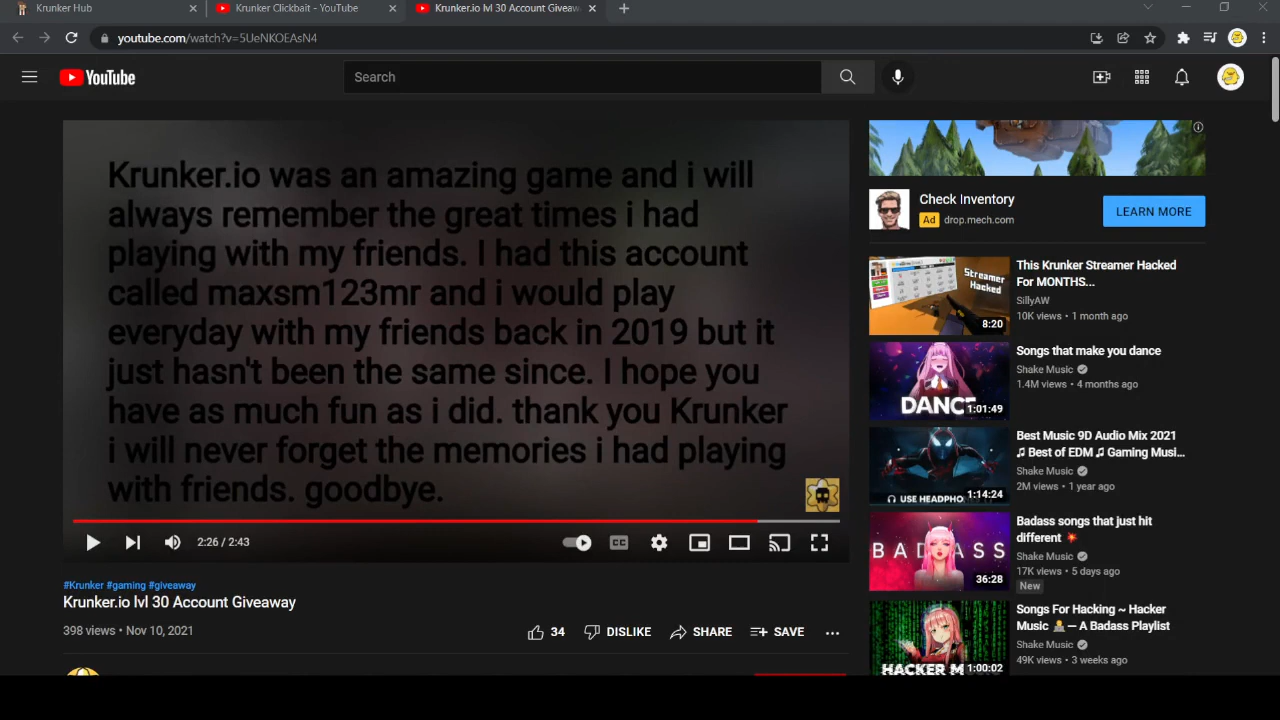 Krunker Hub
Krunker Clickbait - YouTube
Krunker.io lvl 30 Account Giveaw
youtube.com/watch?v=5UeNKOEAsN4
YouTube
Search
Krunker.io was an amazing game and i will
always remember the great times i had
playing with my friends. I had this account
called maxsm123mr and i would play
everyday with my friends back in 2019 but it
just hasn't been the same since. I hope you
have as much fun as i did. thank you Krunker
i will never forget the memories i had playing
with friends. goodbye.
2:26 / 2:43
CC
#Krunker #gaming #giveaway
Krunker.io lvl 30 Account Giveaway
398 views • Nov 10, 2021
34
DISLIKE
SHARE
SAVE
Check Inventory
Ad drop.mech.com
LEARN MORE
Streamer
Hacked
8:20
This Krunker Streamer Hacked
For MONTHS...
SillyAW
10K views • 1 month ago
DANCE
1:01:49
Songs that make you dance
Shake Music
1.4M views • 4 months ago
USE HEADPHO
1:14:24
Best Music 9D Audio Mix 2021
♫ Best of EDM ♫ Gaming Musi...
Shake Music
2M views • 1 year ago
BADASS
36:28
Badass songs that just hit
different 💥
Shake Music
17K views • 5 days ago
New
HACKER M
1:00:02
Songs For Hacking ~ Hacker
Music 👨‍💻 — A Badass Playlist
Shake Music
49K views • 3 weeks ago